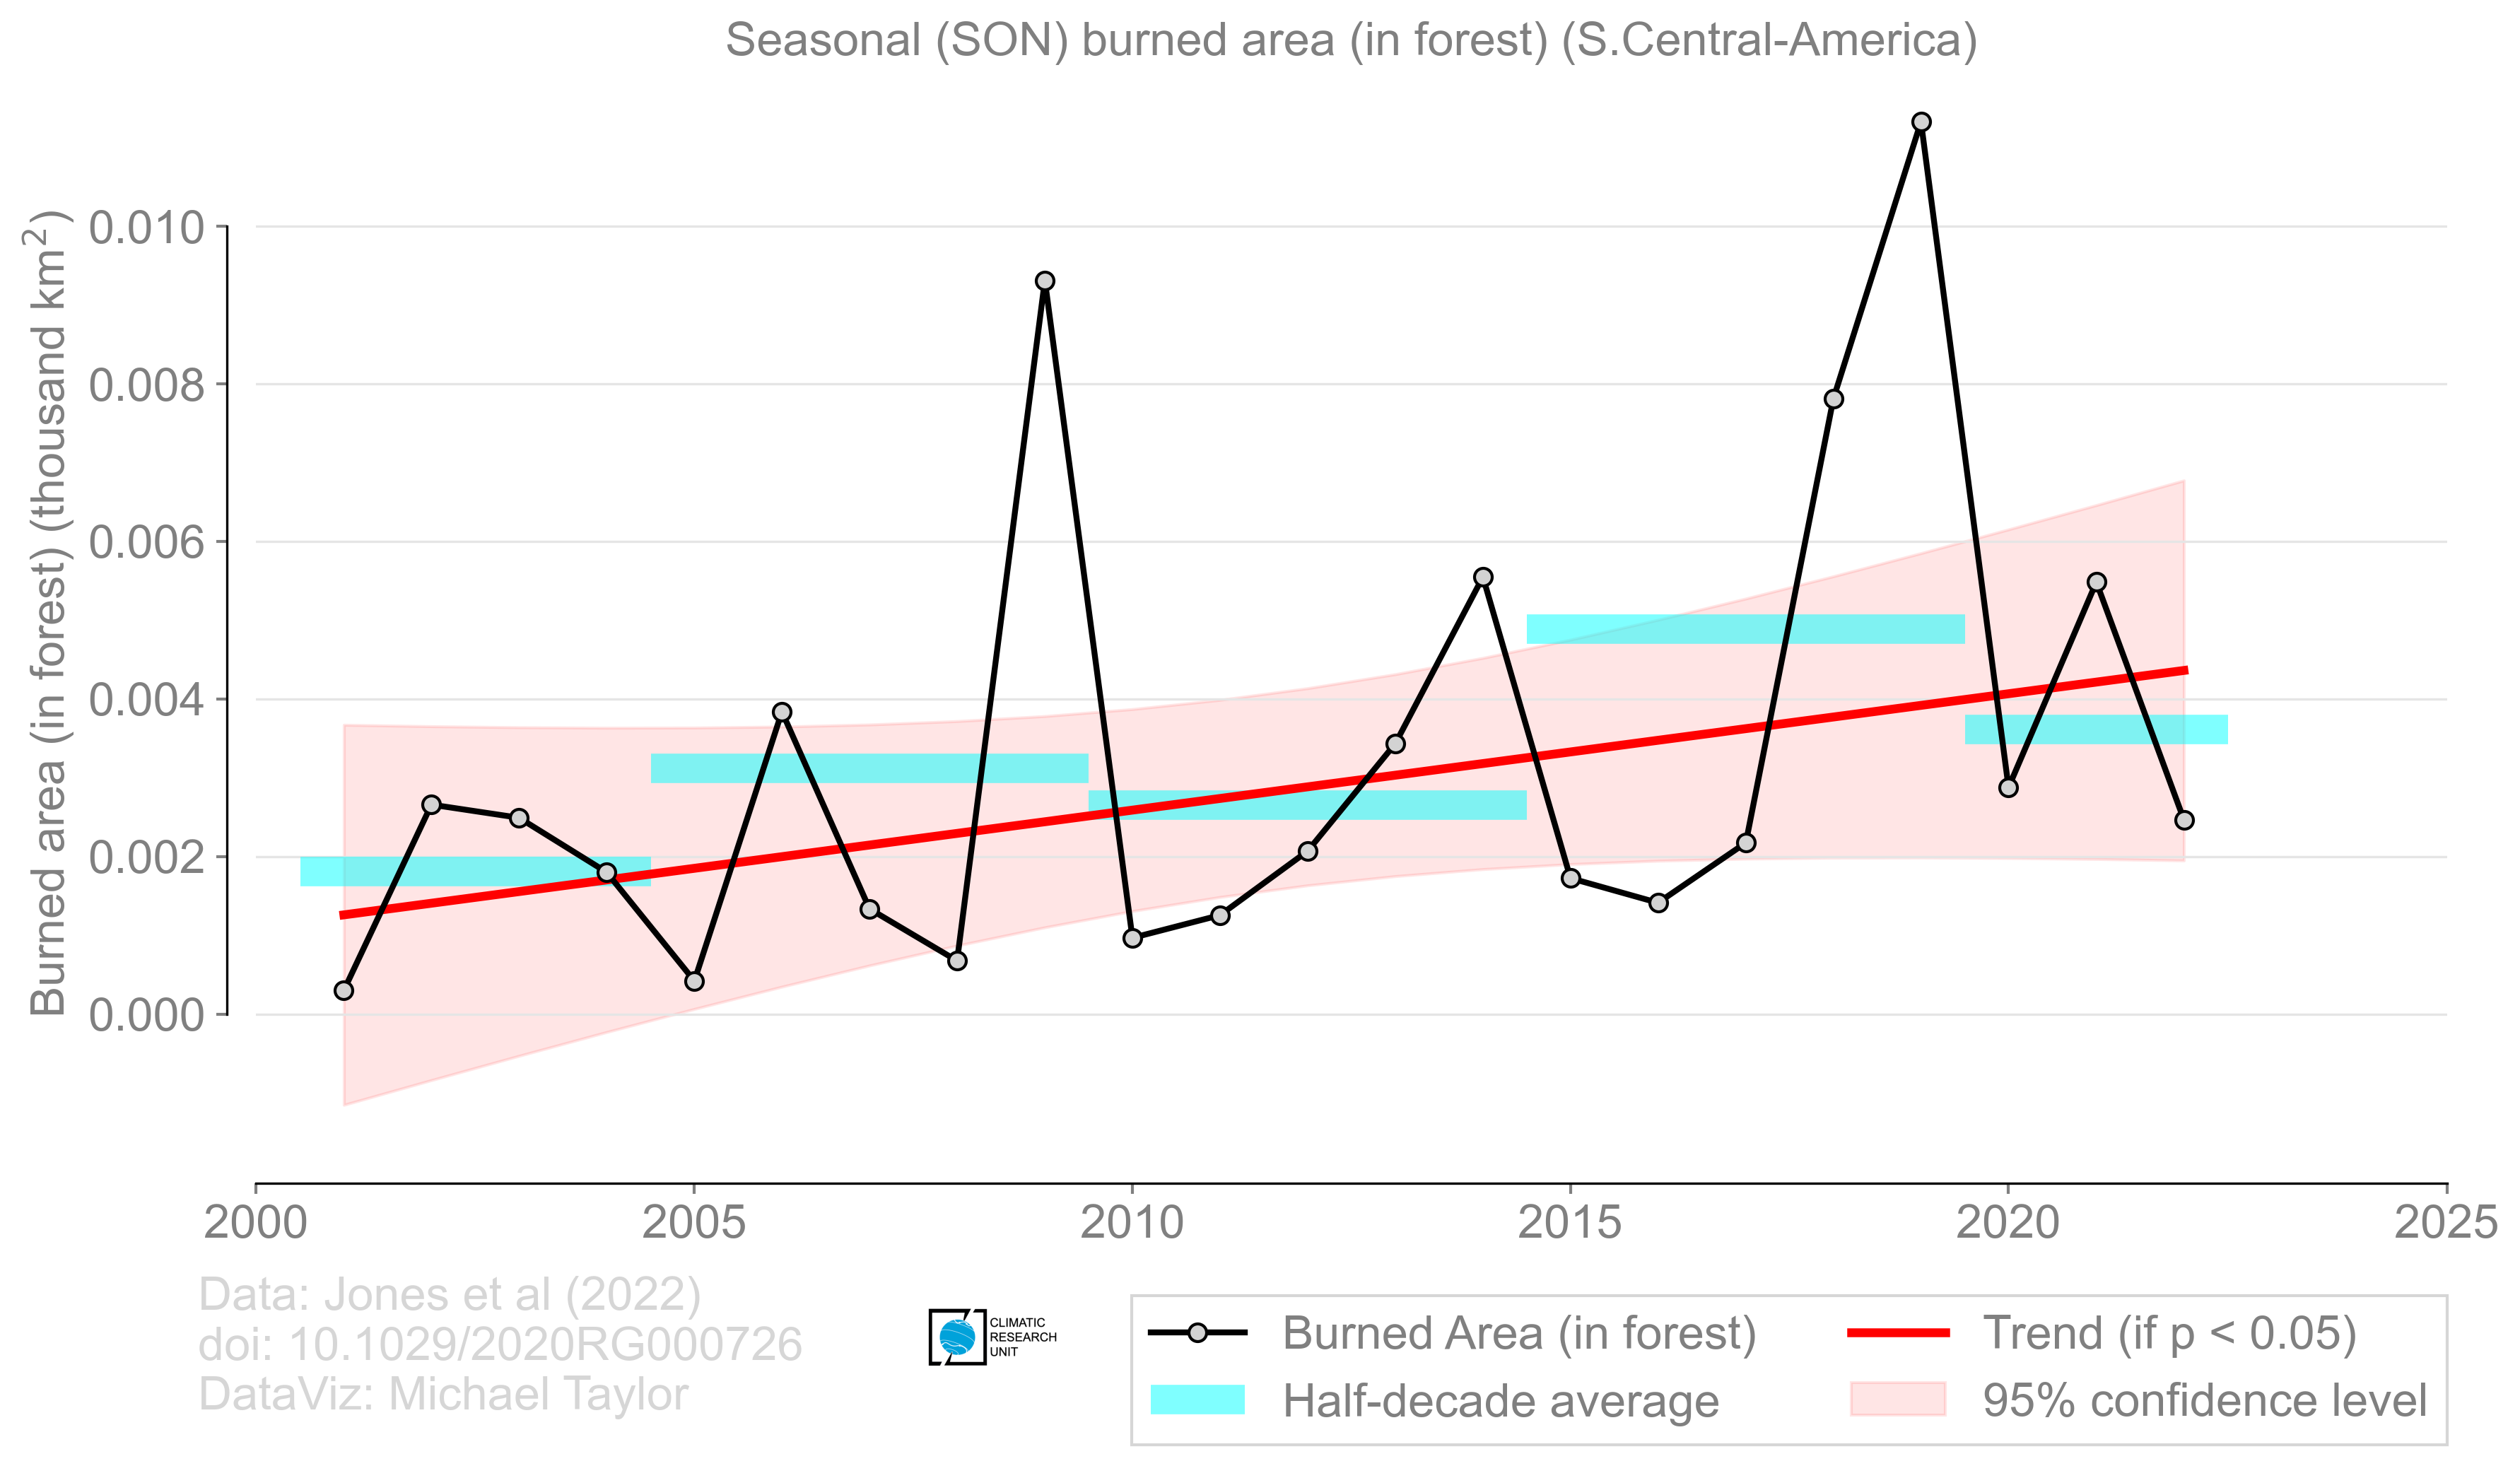 Seasonal (SON) burned area (in forest) (S.Central-America)
Burned area (in forest) (thousand km²)
0.010
0.008
0.006
0.004
0.002
0.000
2000
2005
2010
2015
2020
2025
Data: Jones et al (2022)
doi: 10.1029/2020RG000726
DataViz: Michael Taylor
CLIMATIC
RESEARCH
UNIT
Burned Area (in forest)
Half-decade average
Trend (if p < 0.05)
95% confidence level